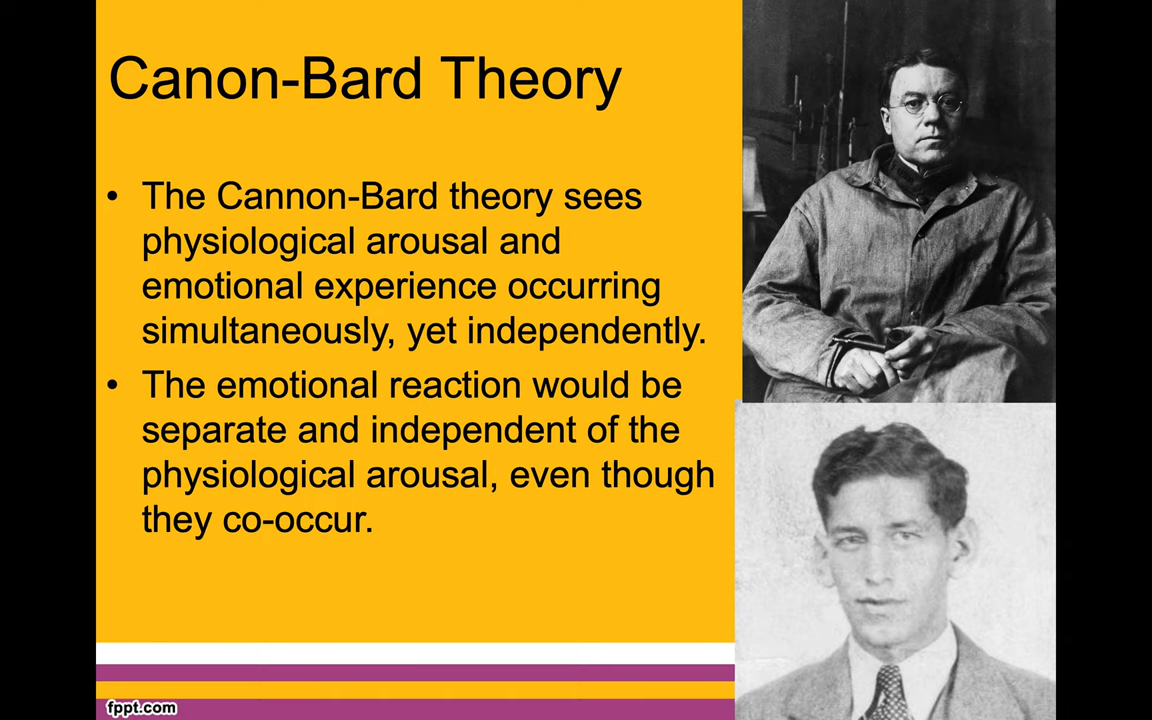 Canon-Bard Theory
• The Cannon-Bard theory sees
physiological arousal and
emotional experience occurring
simultaneously, yet independently.
• The emotional reaction would be
separate and independent of the
physiological arousal, even though
they co-occur.
fppt.com